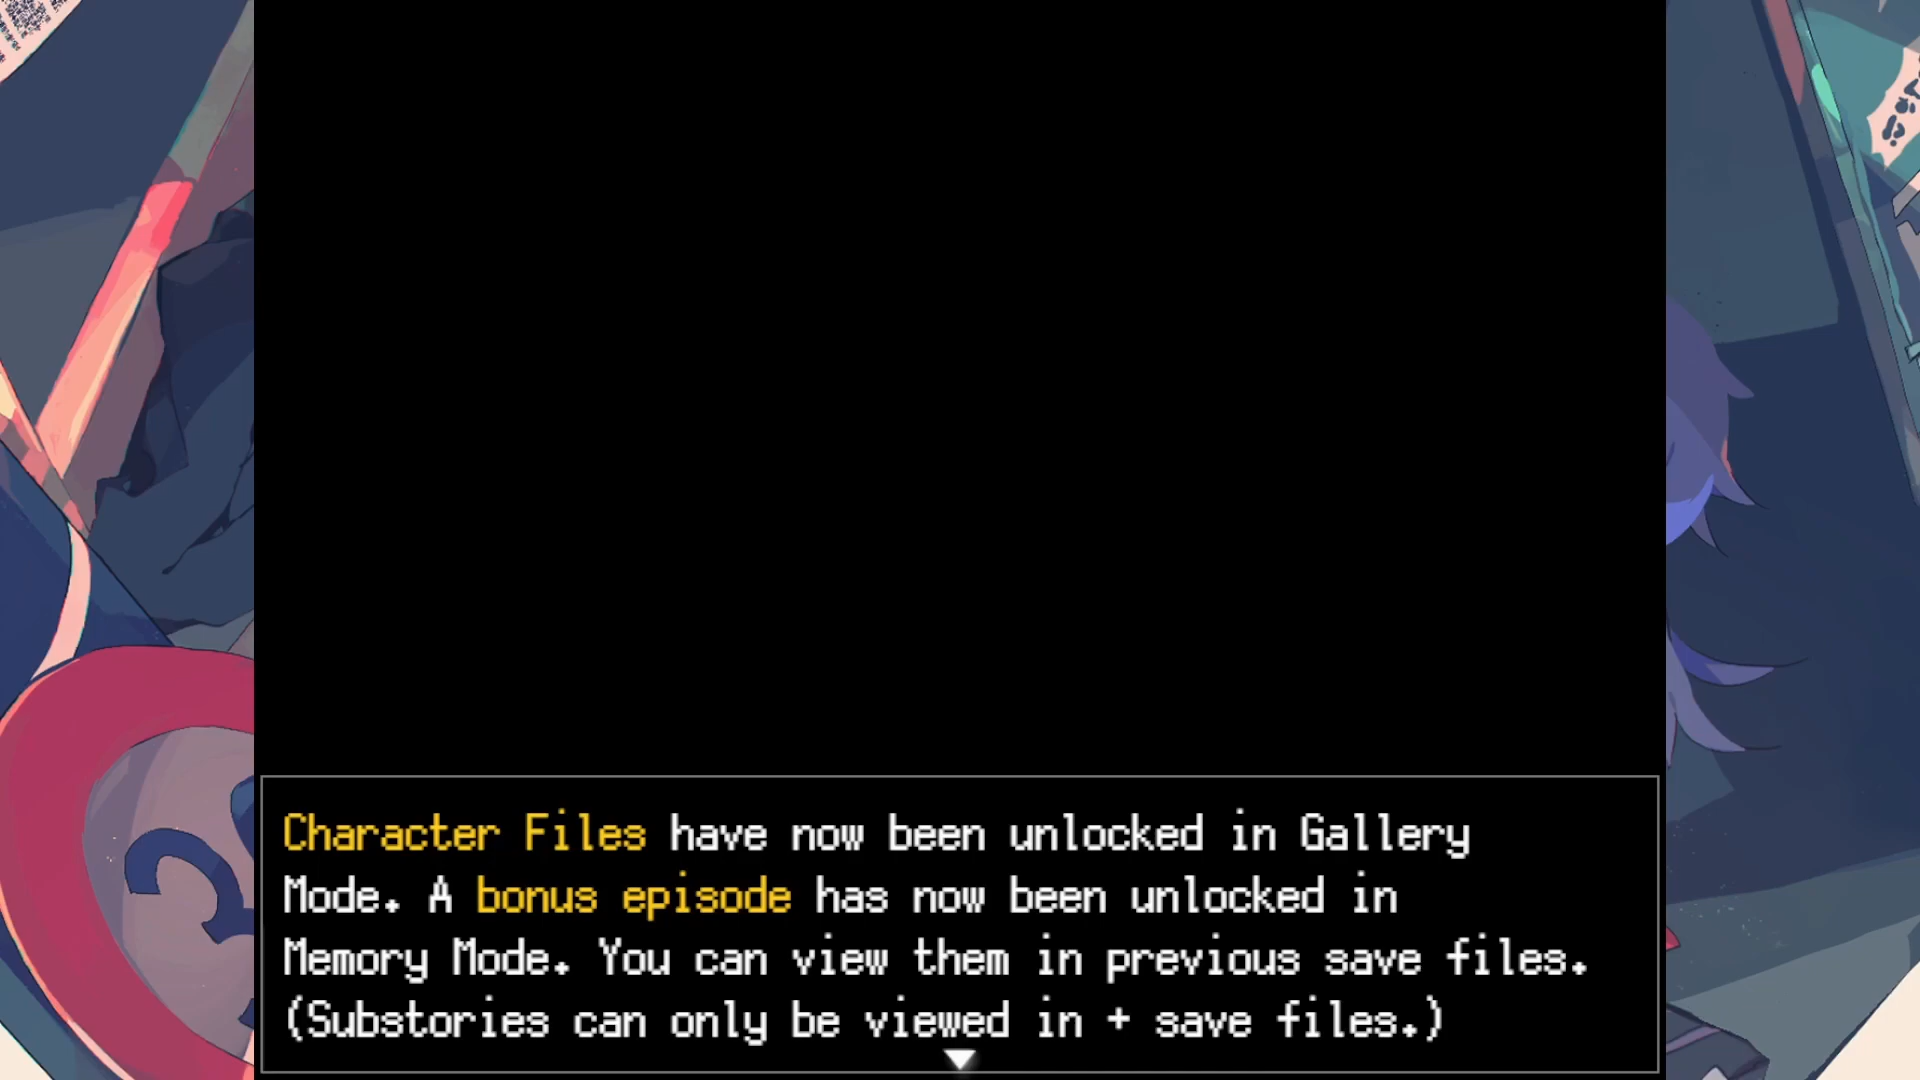 Character Files have now been unlocked in Gallery
Mode. A bonus episode has now been unlocked in
Memory Mode. You can view them in previous save files.
(Substories can only be viewed in + save files.)